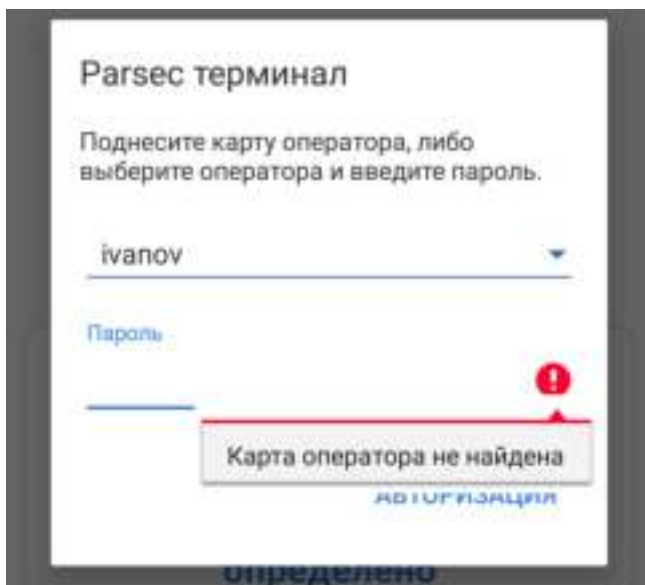 Parsec терминал
Поднесите карту оператора, либо
выберите оператора и введите пароль.
ivanov
Пароль
Карта оператора не найдена
АВТОРИЗАЦИЯ
определено